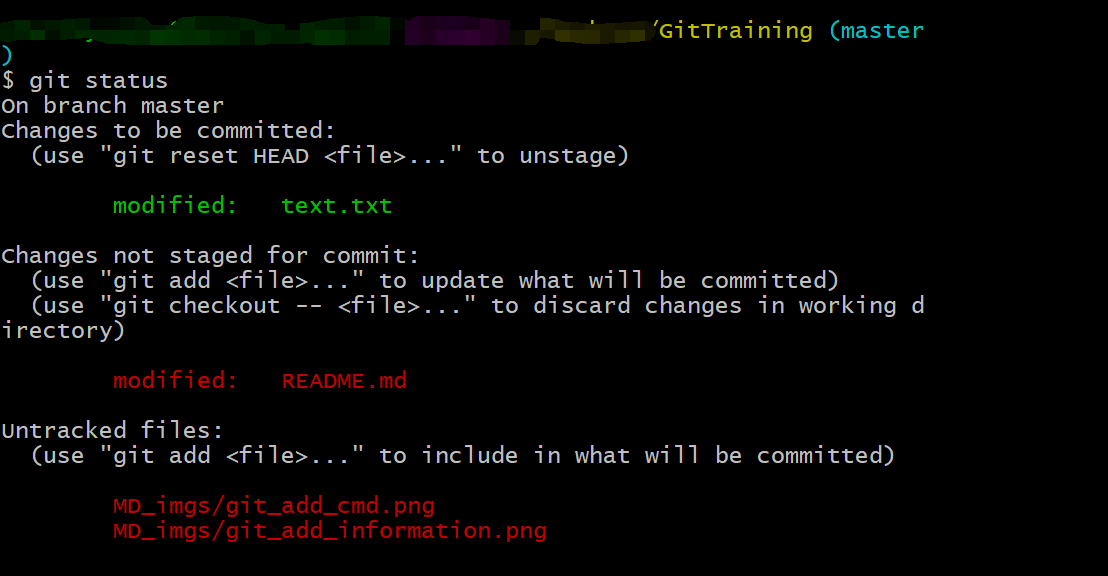 /GitTraining (master
)
$ git status
On branch master
Changes to be committed:
  (use "git reset HEAD <file>..." to unstage)
        modified:   text.txt
Changes not staged for commit:
  (use "git add <file>..." to update what will be committed)
  (use "git checkout -- <file>..." to discard changes in working d
irectory)
        modified:   README.md
Untracked files:
  (use "git add <file>..." to include in what will be committed)
        MD_imgs/git_add_cmd.png
        MD_imgs/git_add_information.png